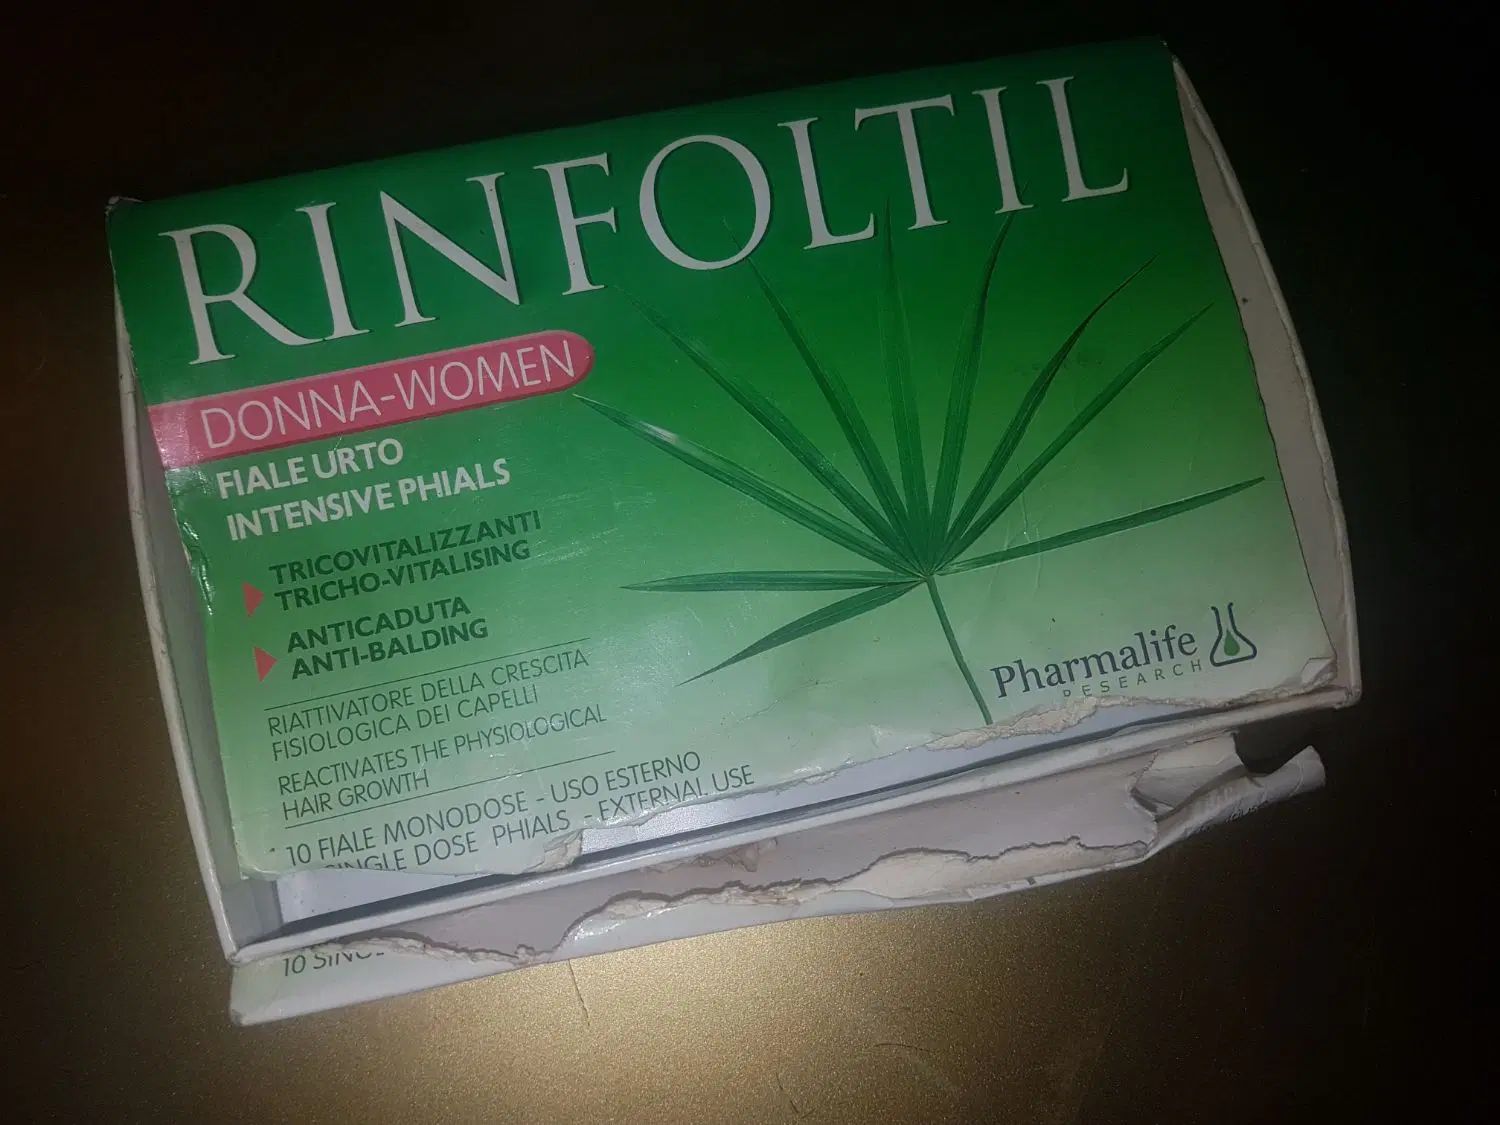 RINFOLTIL
DONNA-WOMEN
FIALE URTO
INTENSIVE PHIALS
TRICOVITALIZZANTI
TRICHO-VITALISING
ANTICADUTA
ANTI-BALDING
RIATTIVATORE DELLA CRESCITA
FISIOLOGICA DEI CAPELLI
REACTIVATES THE PHYSIOLOGICAL
HAIR GROWTH
10 FIALE MONODOSE - USO ESTERNO
SINGLE DOSE PHIALS - EXTERNAL USE
Pharmalife
RESEARCH
10